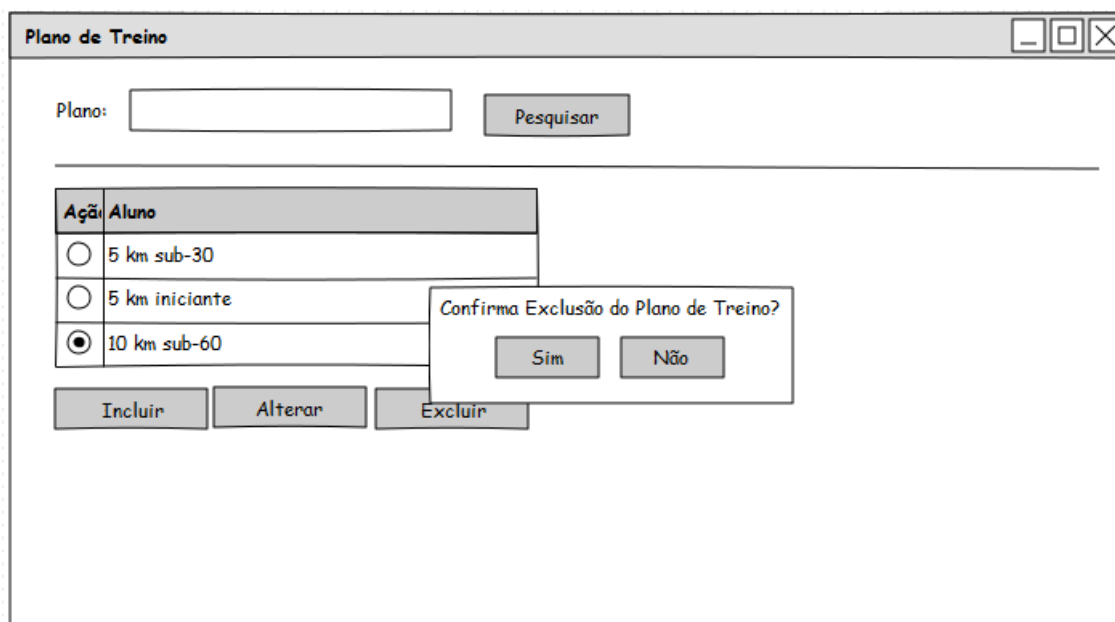 Plano de Treino
Plano:
Pesquisar
Açã Aluno
5 km sub-30
5 km iniciante
10 km sub-60
Confirma Exclusão do Plano de Treino?
Sim Não
Incluir Alterar Excluir